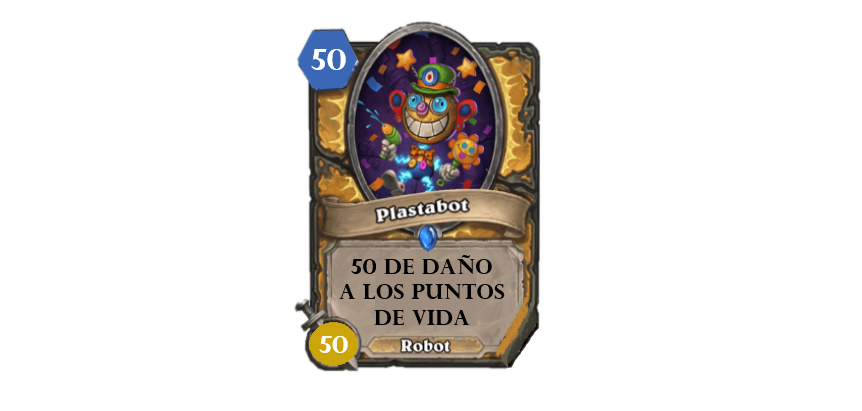 50
Plastabot
50 DE DAÑO
A LOS PUNTOS
DE VIDA
50
Robot